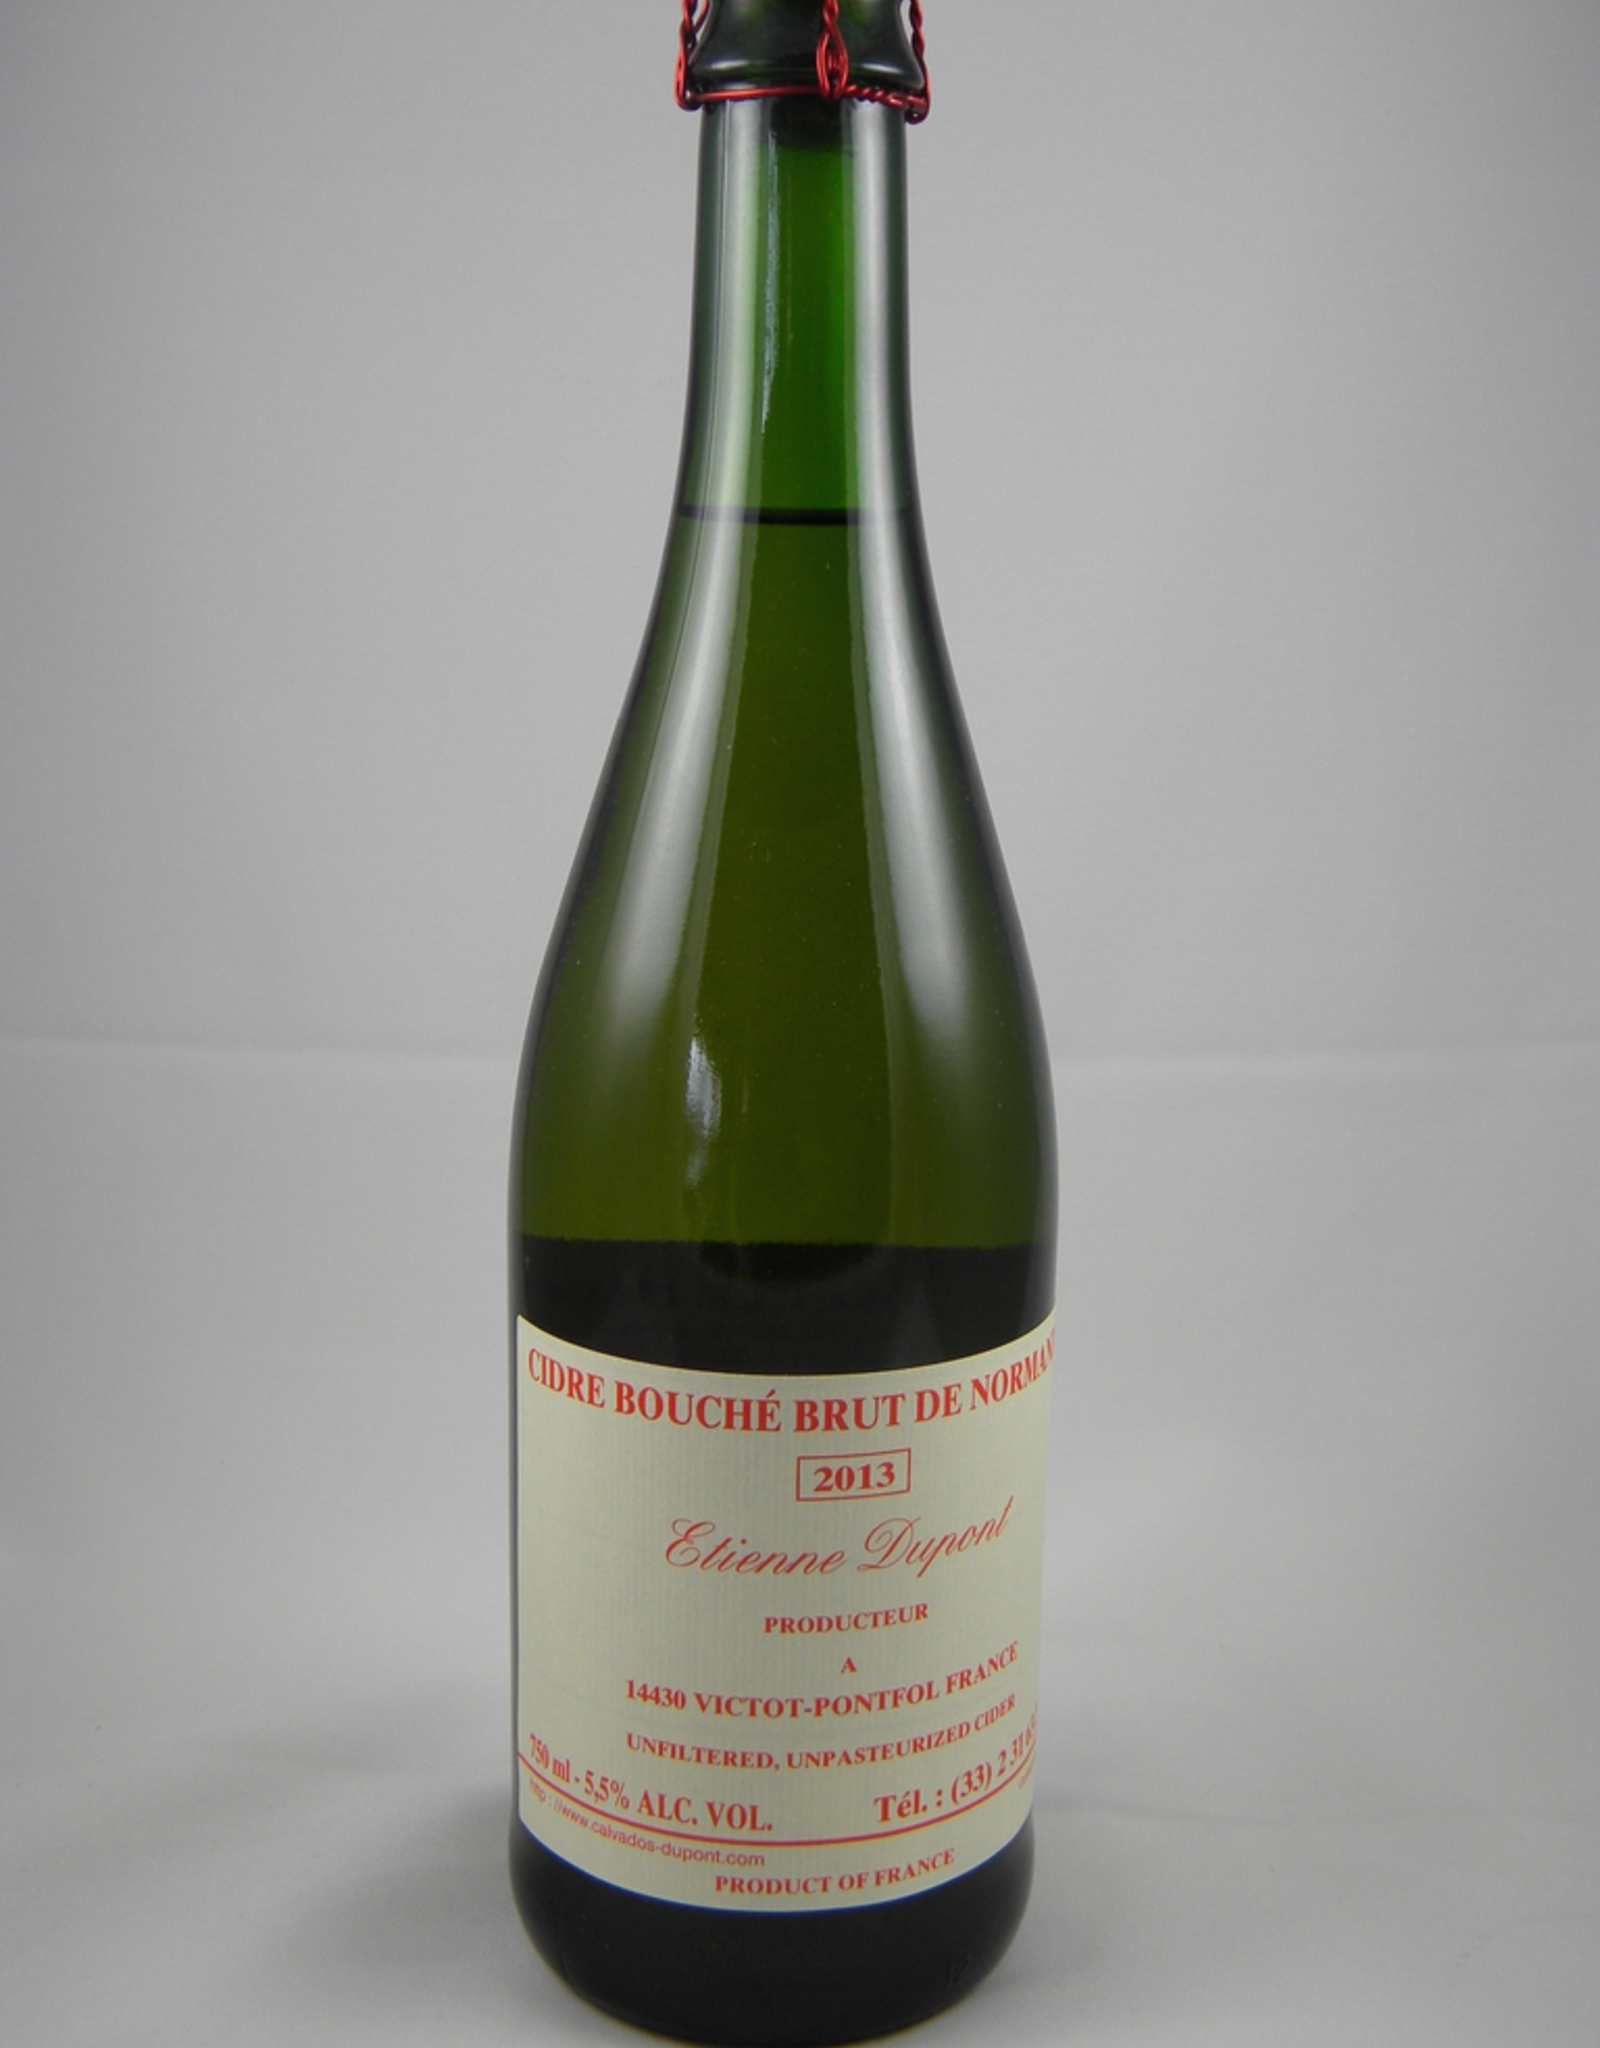 CIDRE BOUCHÉ BRUT DE
2013
Etienne Dupont
PRODUCTEUR
A
14430 VICTOT-PONTFOL FRANCE
UNFILTERED, UNPASTEURIZED CIDER
750 ml - 5,5% ALC. VOL.
Tél. : (33) 2 31
http://www.calvados-dupont.com
PRODUCT OF FRANCE